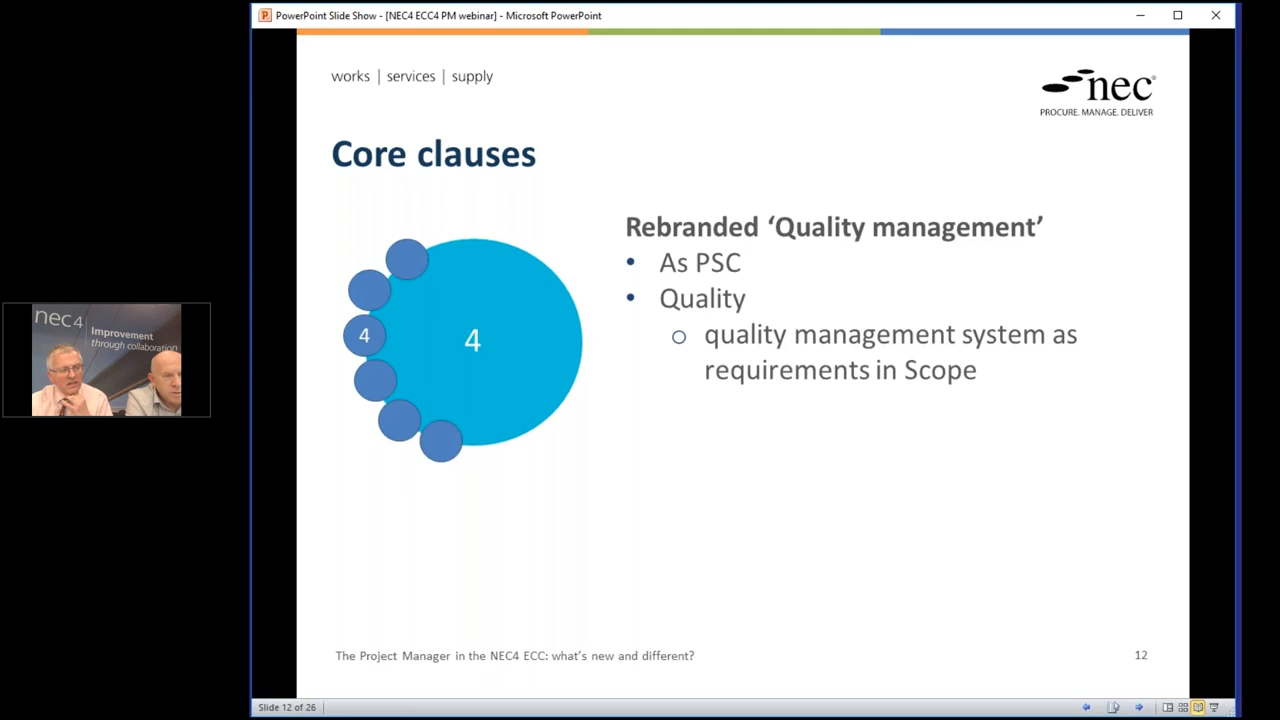 PowerPoint Slide Show - [NEC4 ECC4 PM webinar] - Microsoft PowerPoint
works | services | supply
nec
PROCURE. MANAGE. DELIVER
Core clauses
Rebranded ‘Quality management’
• As PSC
• Quality
o quality management system as
requirements in Scope
4
4
nec4
Improvement
through collaboration
The Project Manager in the NEC4 ECC: what’s new and different?
12
Slide 12 of 26